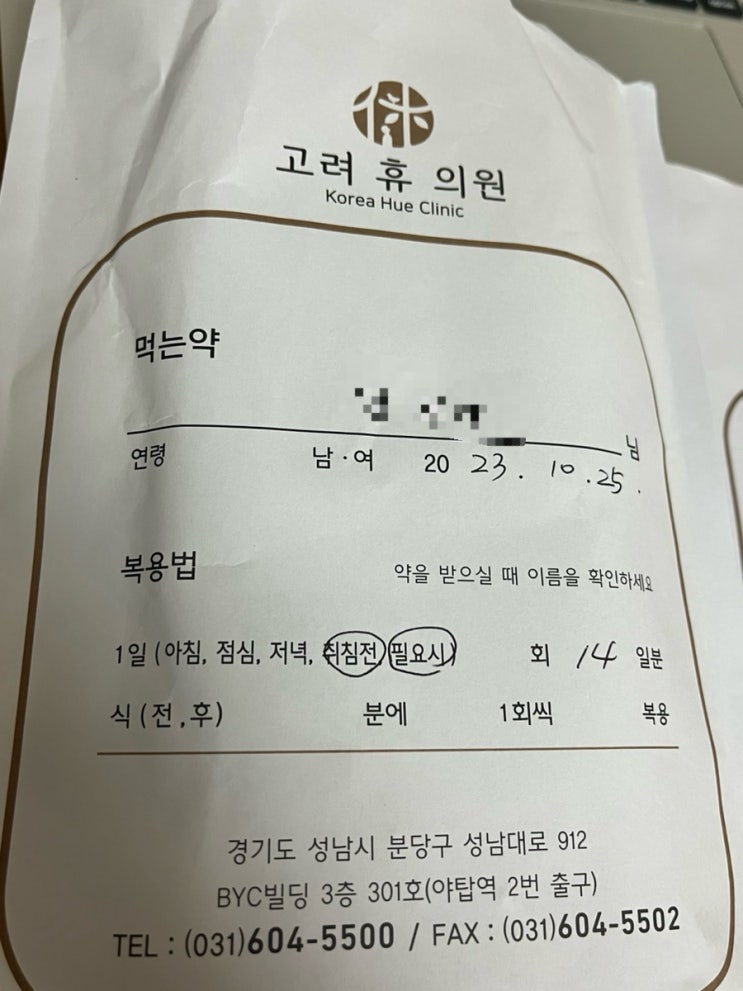 고려 휴 의원
Korea Hue Clinic
먹는약
님
연령 남·여 20 23. 10.25.
복용법 약을 받으실 때 이름을 확인하세요
1일 (아침, 점심, 저녁, 취침전, 필요시) 회 14 일분
식 (전, 후) 분에 1회씩 복용
경기도 성남시 분당구 성남대로 912
BYC빌딩 3층 301호(야탑역 2번 출구)
TEL : (031)604-5500 / FAX : (031)604-5502